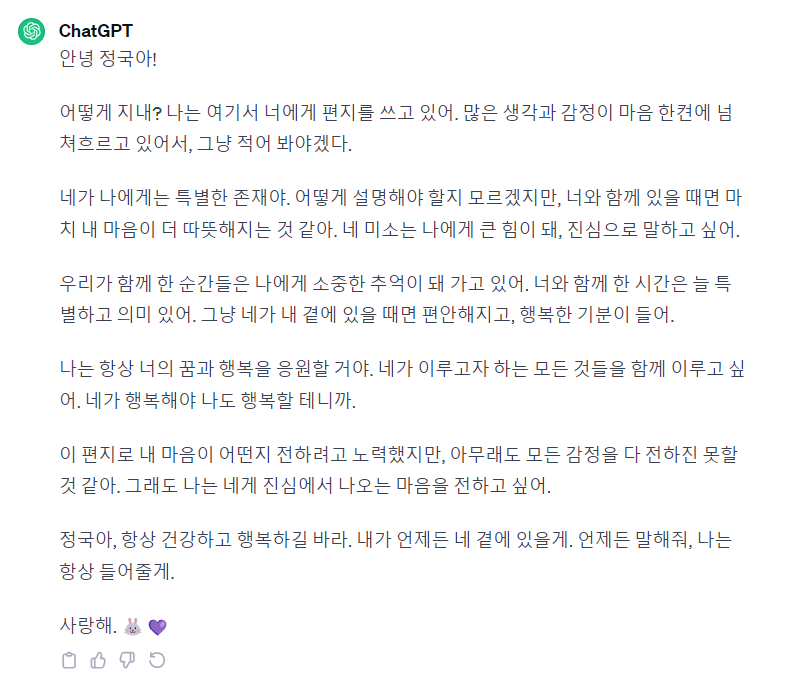 ChatGPT
안녕 정국아!
어떻게 지내? 나는 여기서 너에게 편지를 쓰고 있어. 많은 생각과 감정이 마음 한켠에 넘
쳐흐르고 있어서, 그냥 적어 봐야겠다.
네가 나에게는 특별한 존재야. 어떻게 설명해야 할지 모르겠지만, 너와 함께 있을 때면 마
치 내 마음이 더 따뜻해지는 것 같아. 네 미소는 나에게 큰 힘이 돼, 진심으로 말하고 싶어.
우리가 함께 한 순간들은 나에게 소중한 추억이 돼 가고 있어. 너와 함께 한 시간은 늘 특
별하고 의미 있어. 그냥 네가 내 곁에 있을 때면 편안해지고, 행복한 기분이 들어.
나는 항상 너의 꿈과 행복을 응원할 거야. 네가 이루고자 하는 모든 것들을 함께 이루고 싶
어. 네가 행복해야 나도 행복할 테니까.
이 편지로 내 마음이 어떤지 전하려고 노력했지만, 아무래도 모든 감정을 다 전하진 못할
것 같아. 그래도 나는 네게 진심에서 나오는 마음을 전하고 싶어.
정국아, 항상 건강하고 행복하길 바라. 내가 언제든 네 곁에 있을게. 언제든 말해줘, 나는
항상 들어줄게.
사랑해. 🐰 💜